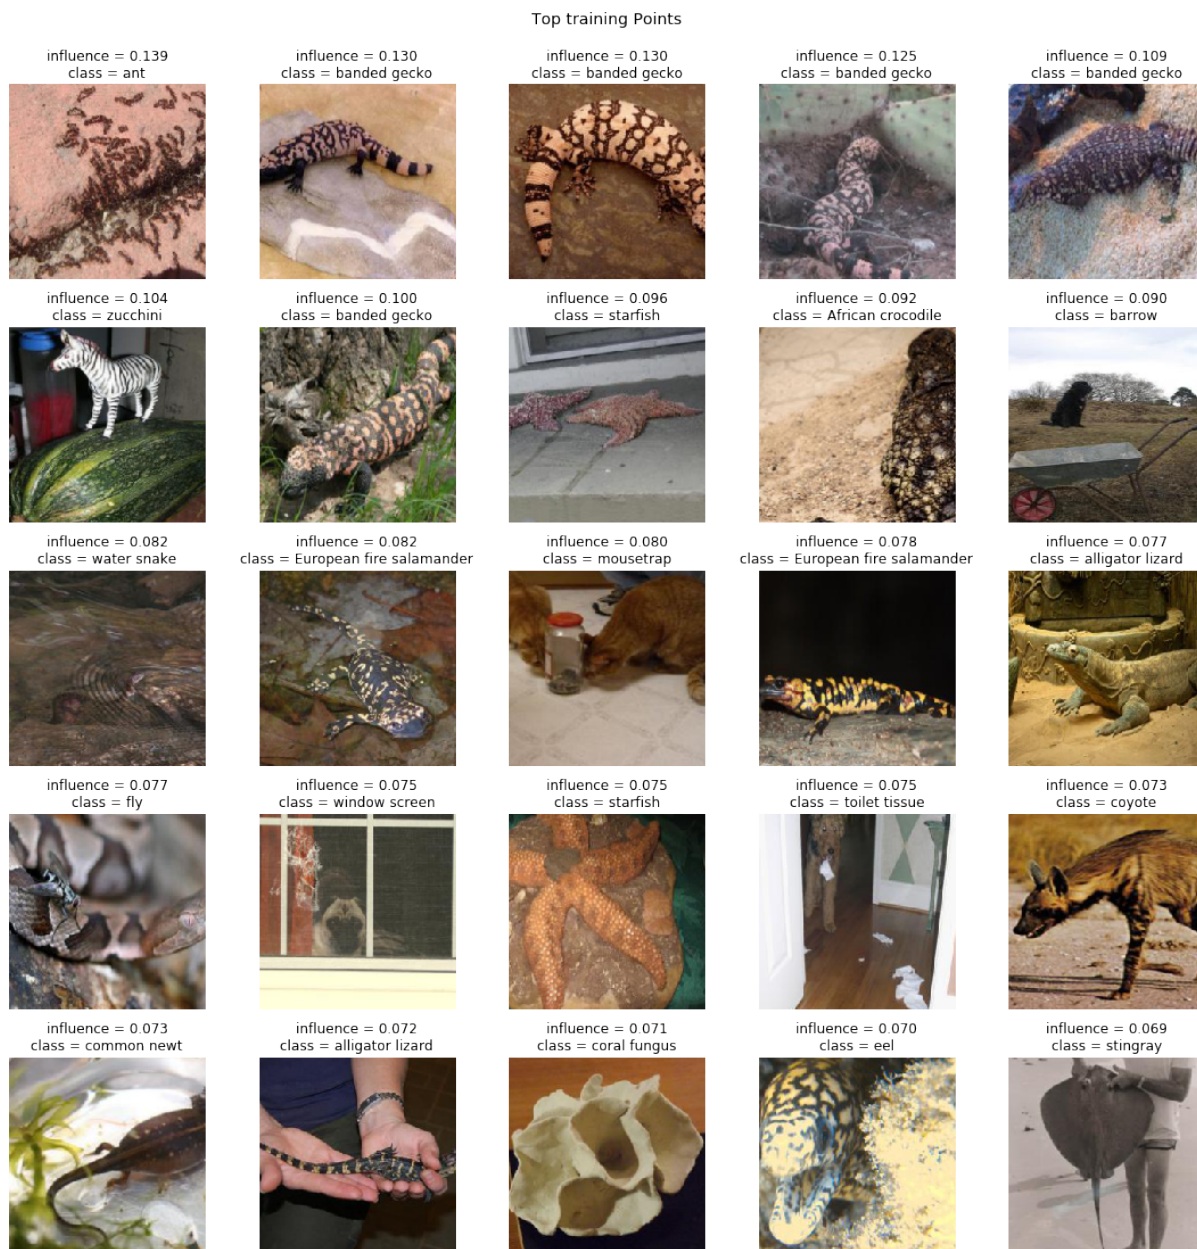 Top training Points
influence = 0.139
class = ant
influence = 0.130
class = banded gecko
influence = 0.130
class = banded gecko
influence = 0.125
class = banded gecko
influence = 0.109
class = banded gecko
influence = 0.104
class = zucchini
influence = 0.100
class = banded gecko
influence = 0.096
class = starfish
influence = 0.092
class = African crocodile
influence = 0.090
class = barrow
influence = 0.082
class = water snake
influence = 0.082
class = European fire salamander
influence = 0.080
class = mousetrap
influence = 0.078
class = European fire salamander
influence = 0.077
class = alligator lizard
influence = 0.077
class = fly
influence = 0.075
class = window screen
influence = 0.075
class = starfish
influence = 0.075
class = toilet tissue
influence = 0.073
class = coyote
influence = 0.073
class = common newt
influence = 0.072
class = alligator lizard
influence = 0.071
class = coral fungus
influence = 0.070
class = eel
influence = 0.069
class = stingray